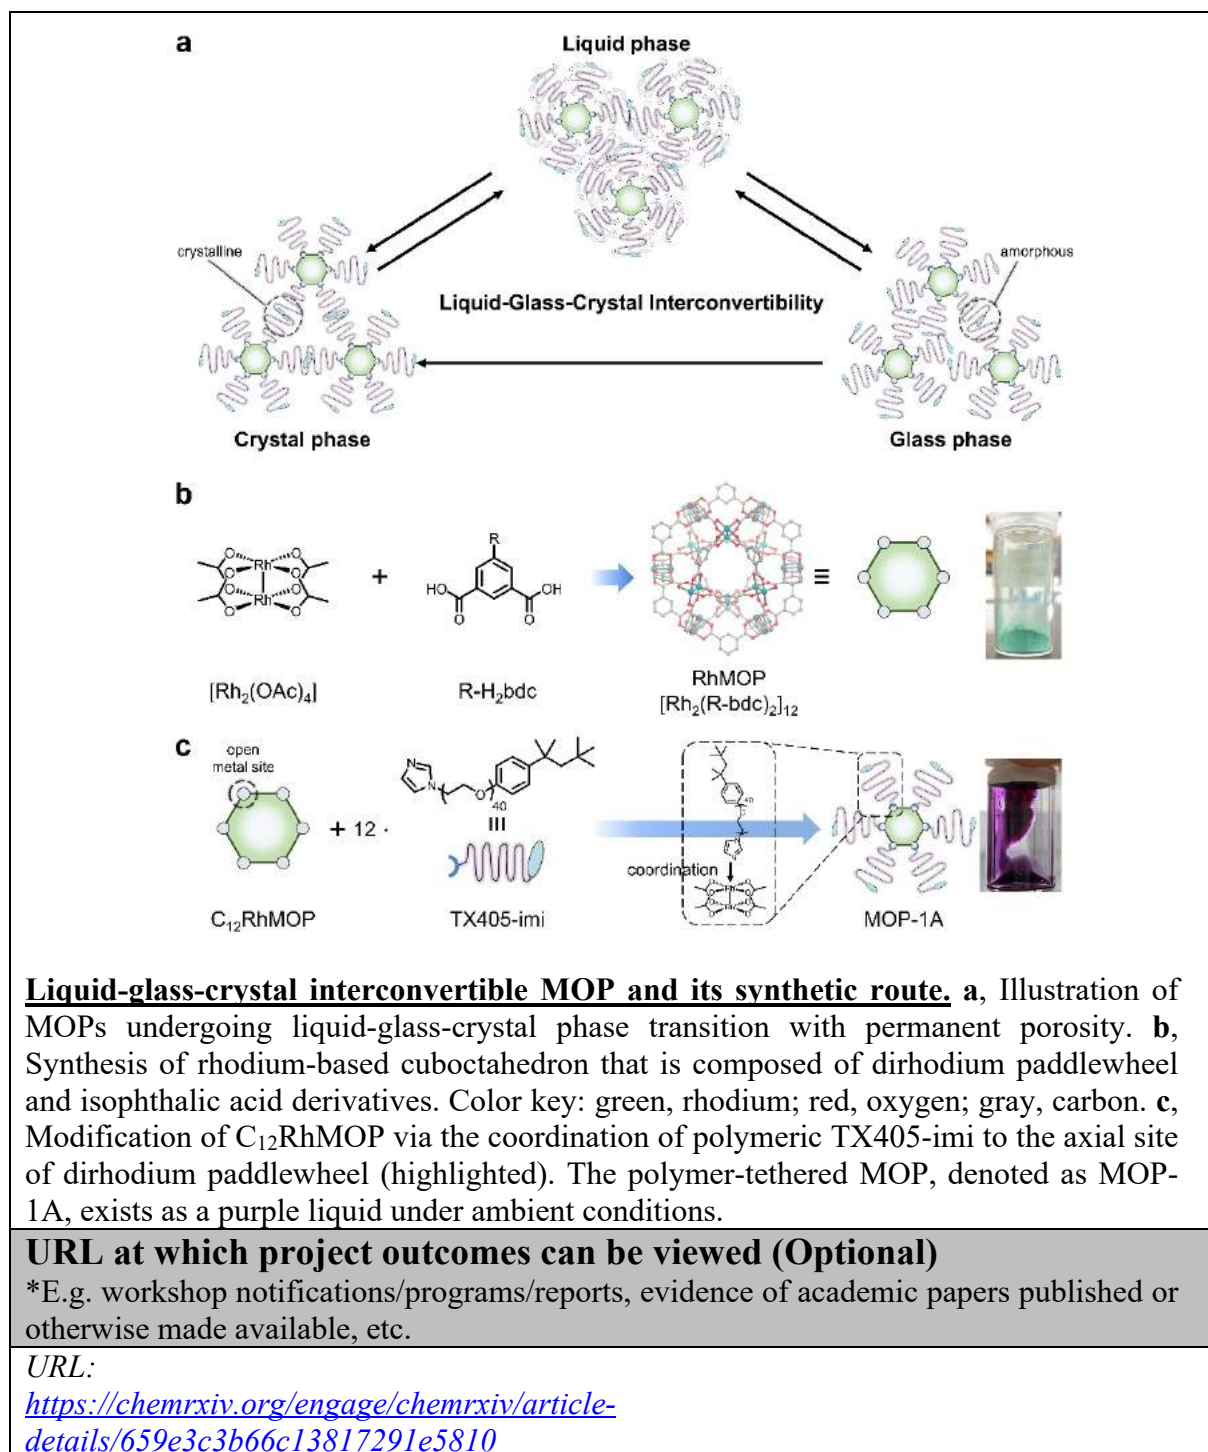 a
Liquid phase
crystalline
amorphous
Liquid-Glass-Crystal Interconvertibility
Crystal phase
Glass phase
b
Rh
Rh
O
O
O
O
O
O
O
O
+
R
HO
OH
O
O
≡
[Rh2(OAc)4]
R-H2bdc
RhMOP
[Rh2(R-bdc)2]12
c
open
metal site
N
N
O
40
+ 12 ·
≡
coordination
C12RhMOP
TX405-imi
MOP-1A
Liquid-glass-crystal interconvertible MOP and its synthetic route. a, Illustration of
MOPs undergoing liquid-glass-crystal phase transition with permanent porosity. b,
Synthesis of rhodium-based cuboctahedron that is composed of dirhodium paddlewheel
and isophthalic acid derivatives. Color key: green, rhodium; red, oxygen; gray, carbon. c,
Modification of C12RhMOP via the coordination of polymeric TX405-imi to the axial site
of dirhodium paddlewheel (highlighted). The polymer-tethered MOP, denoted as MOP-
1A, exists as a purple liquid under ambient conditions.
URL at which project outcomes can be viewed (Optional)
*E.g. workshop notifications/programs/reports, evidence of academic papers published or
otherwise made available, etc.
URL:
https://chemrxiv.org/engage/chemrxiv/article-
details/659e3c3b66c13817291e5810